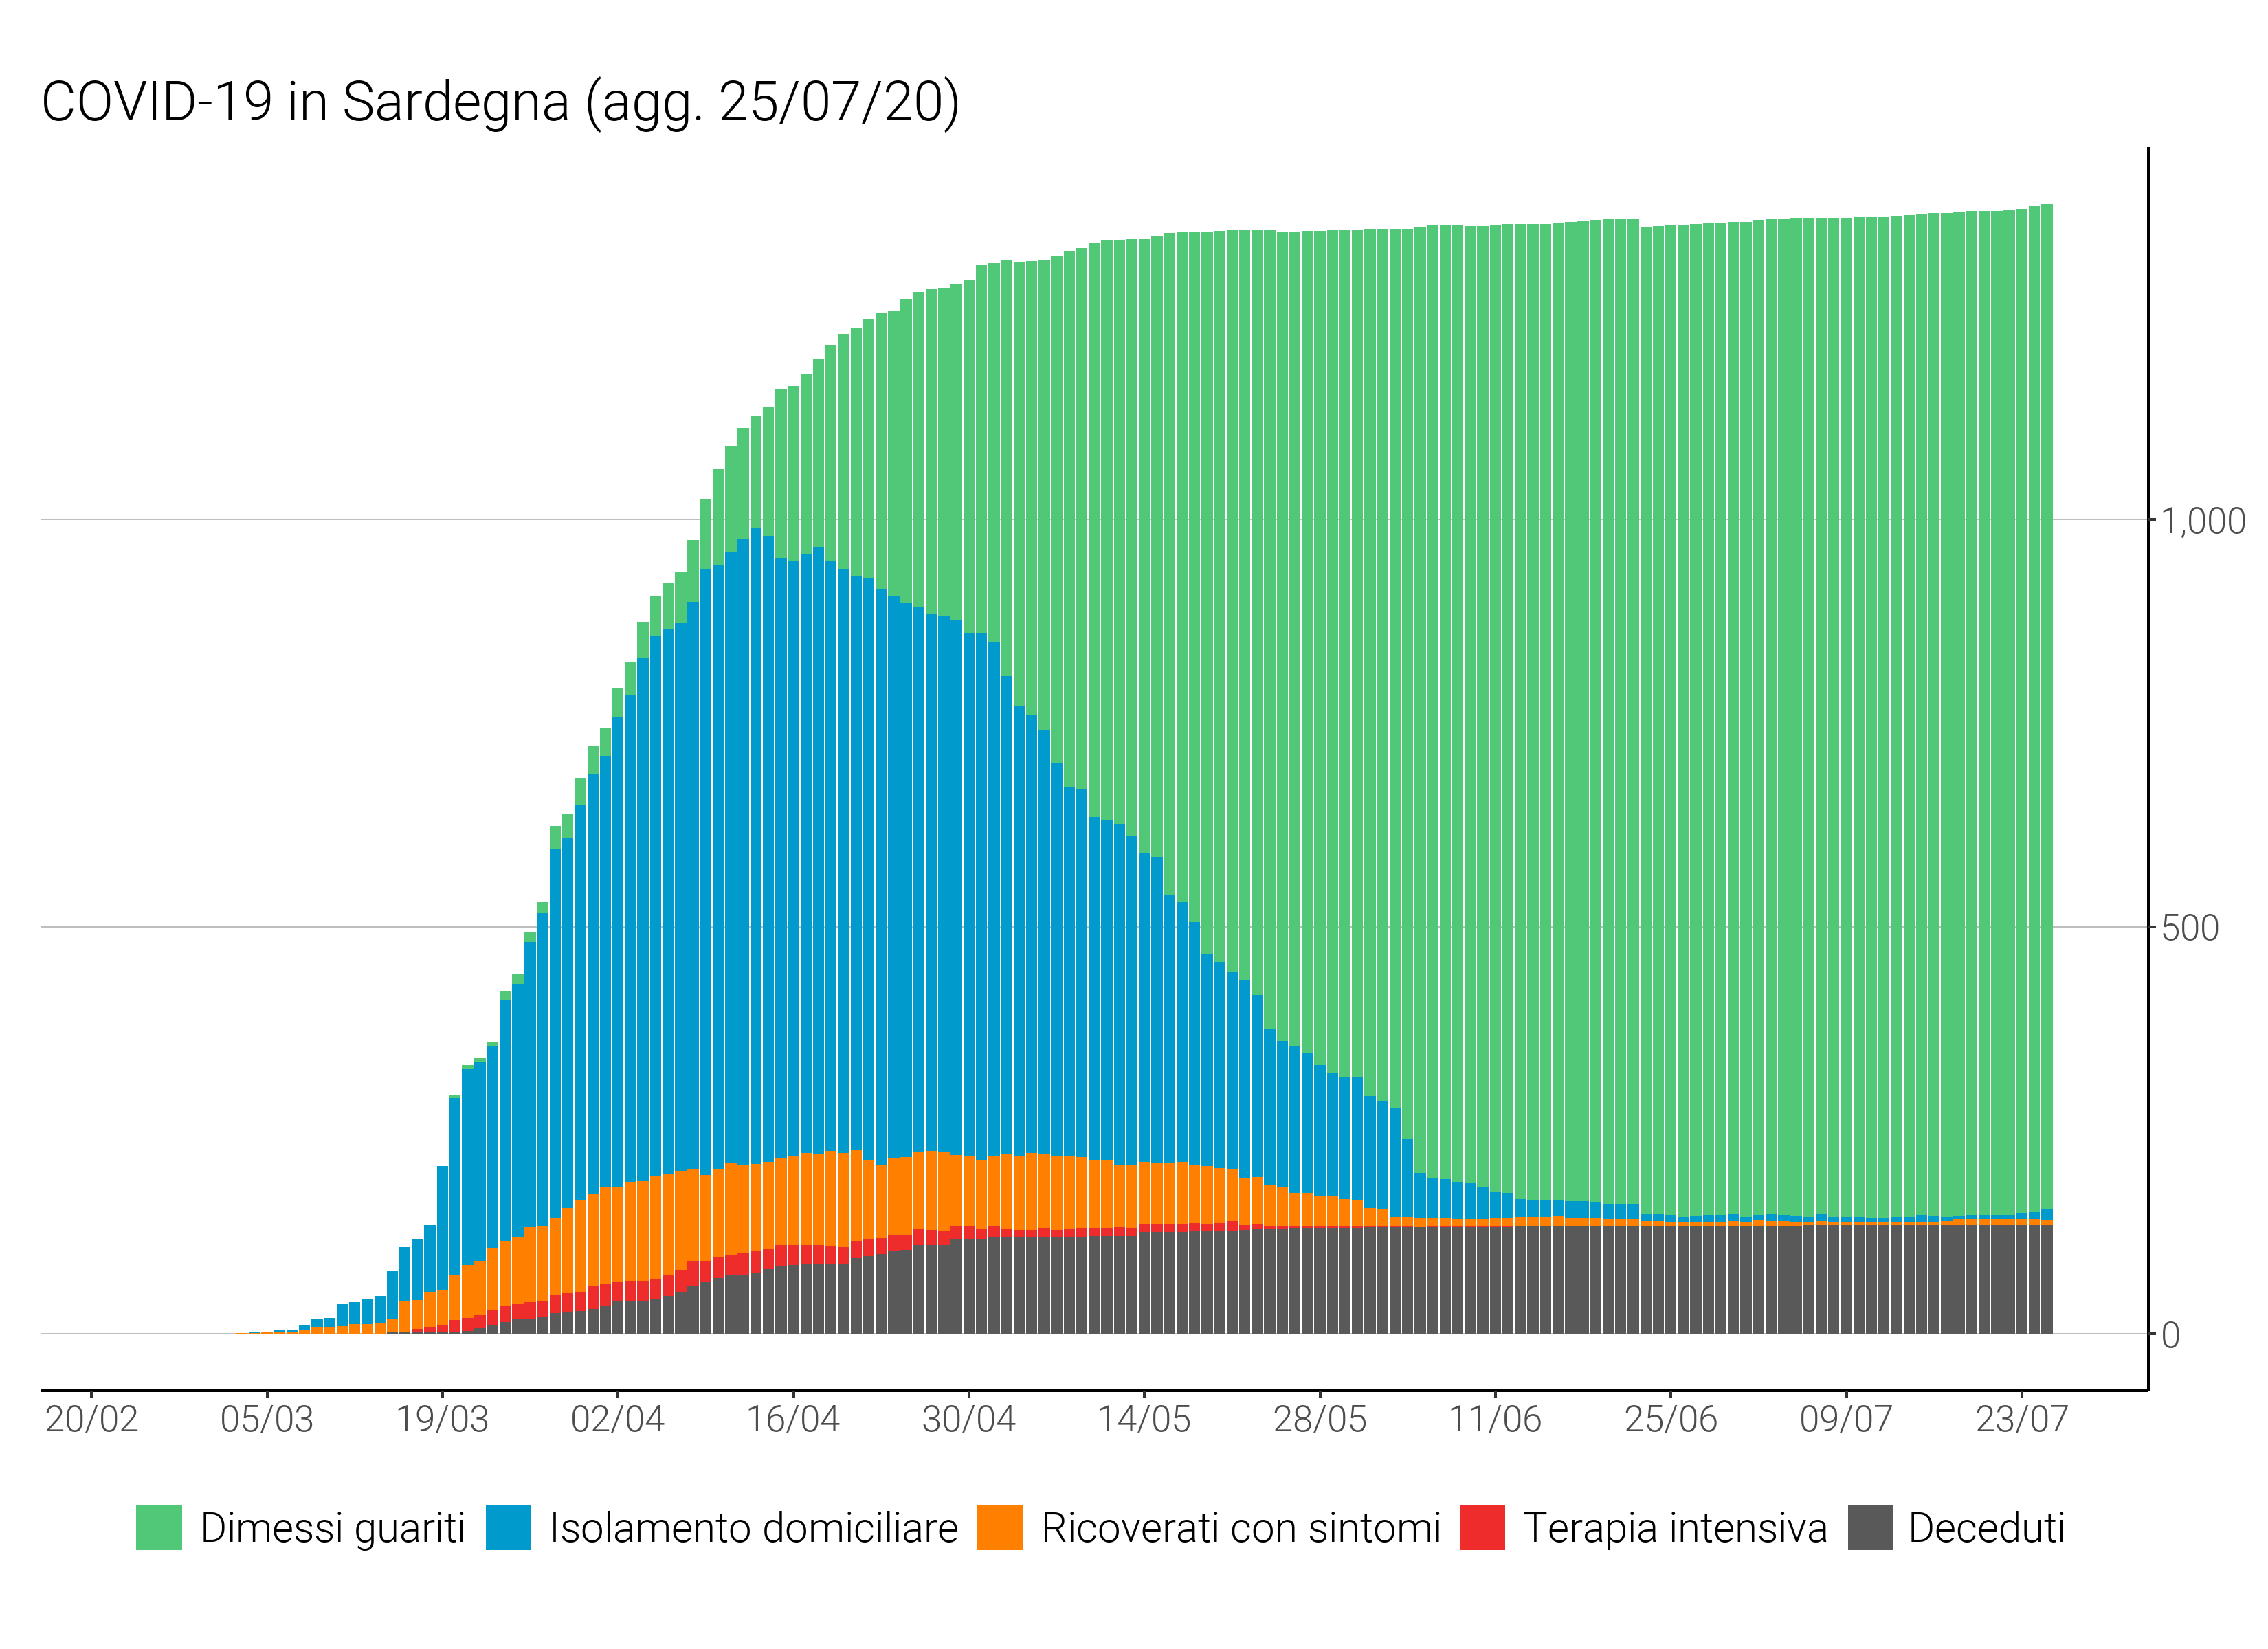 COVID-19 in Sardegna (agg. 25/07/20)
1,000
500
0
20/02 05/03 19/03 02/04 16/04 30/04 14/05 28/05 11/06 25/06 09/07 23/07
Dimessi guariti Isolamento domiciliare Ricoverati con sintomi Terapia intensiva Deceduti